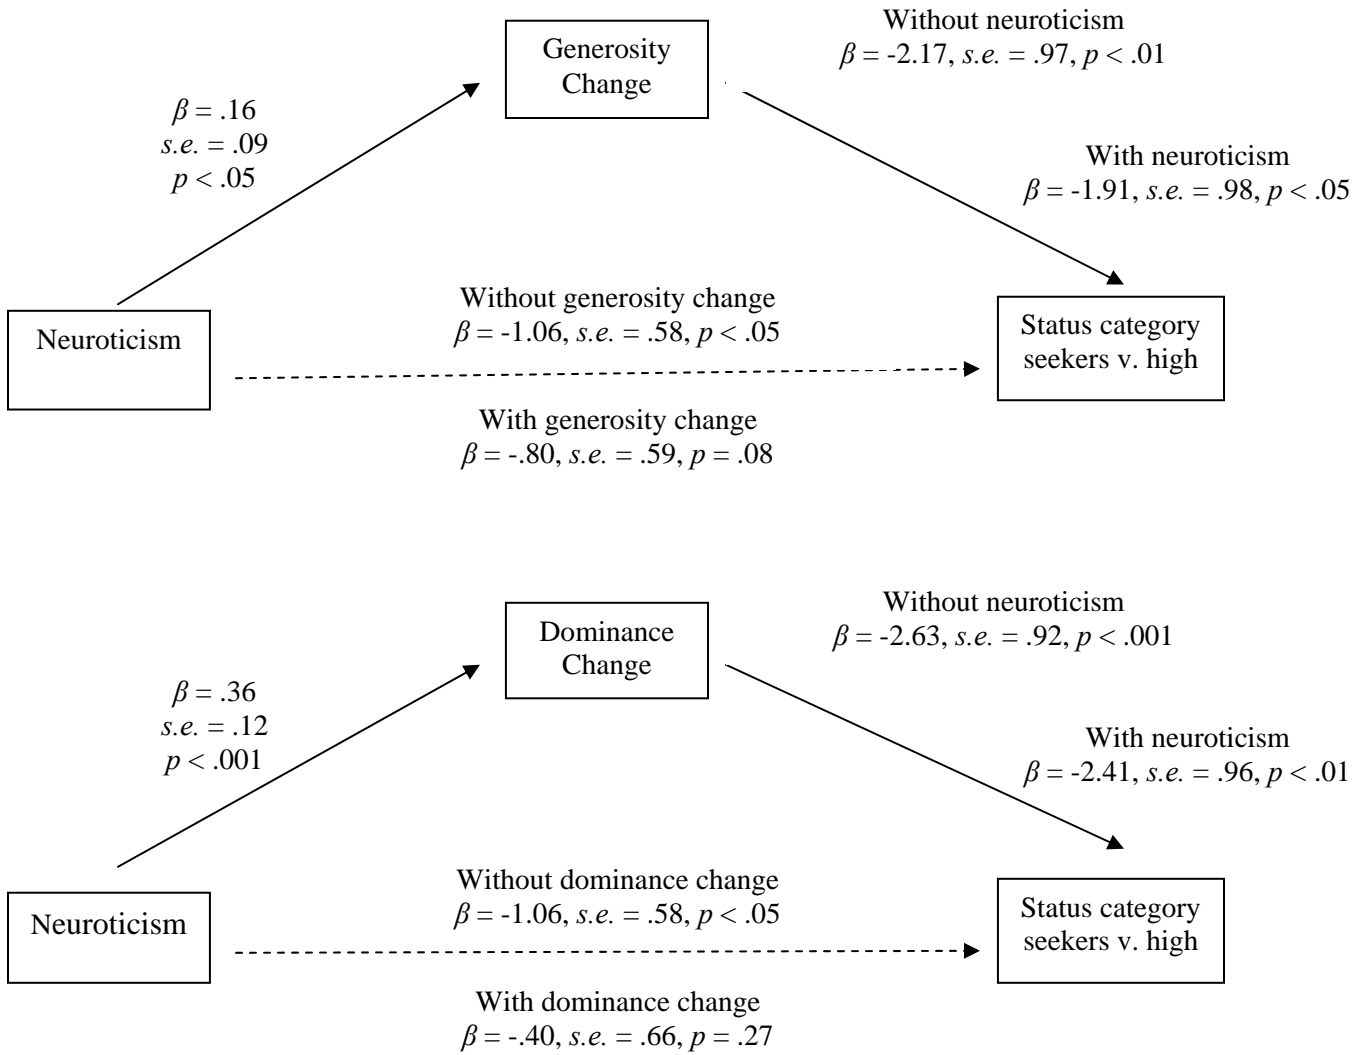 Without neuroticism
β = -2.17, s.e. = .97, p < .01
Generosity
Change
β = .16
s.e. = .09
p < .05
With neuroticism
β = -1.91, s.e. = .98, p < .05
Without generosity change
β = -1.06, s.e. = .58, p < .05
Neuroticism
Status category
seekers v. high
With generosity change
β = -.80, s.e. = .59, p = .08
Without neuroticism
β = -2.63, s.e. = .92, p < .001
Dominance
Change
β = .36
s.e. = .12
p < .001
With neuroticism
β = -2.41, s.e. = .96, p < .01
Without dominance change
β = -1.06, s.e. = .58, p < .05
Neuroticism
Status category
seekers v. high
With dominance change
β = -.40, s.e. = .66, p = .27